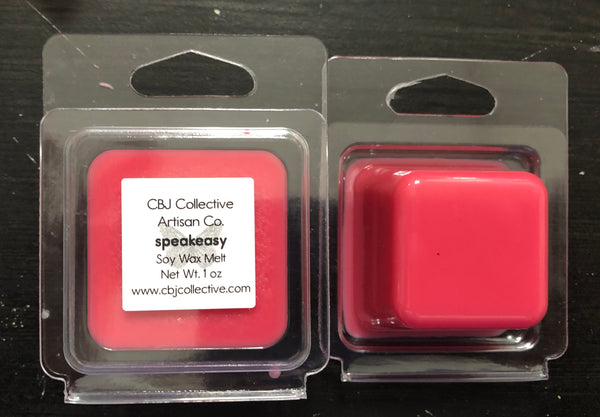 CBJ Collective
Artisan Co.
speakeasy
Soy Wax Melt
Net Wt. 1 oz
www.cbjcollective.com